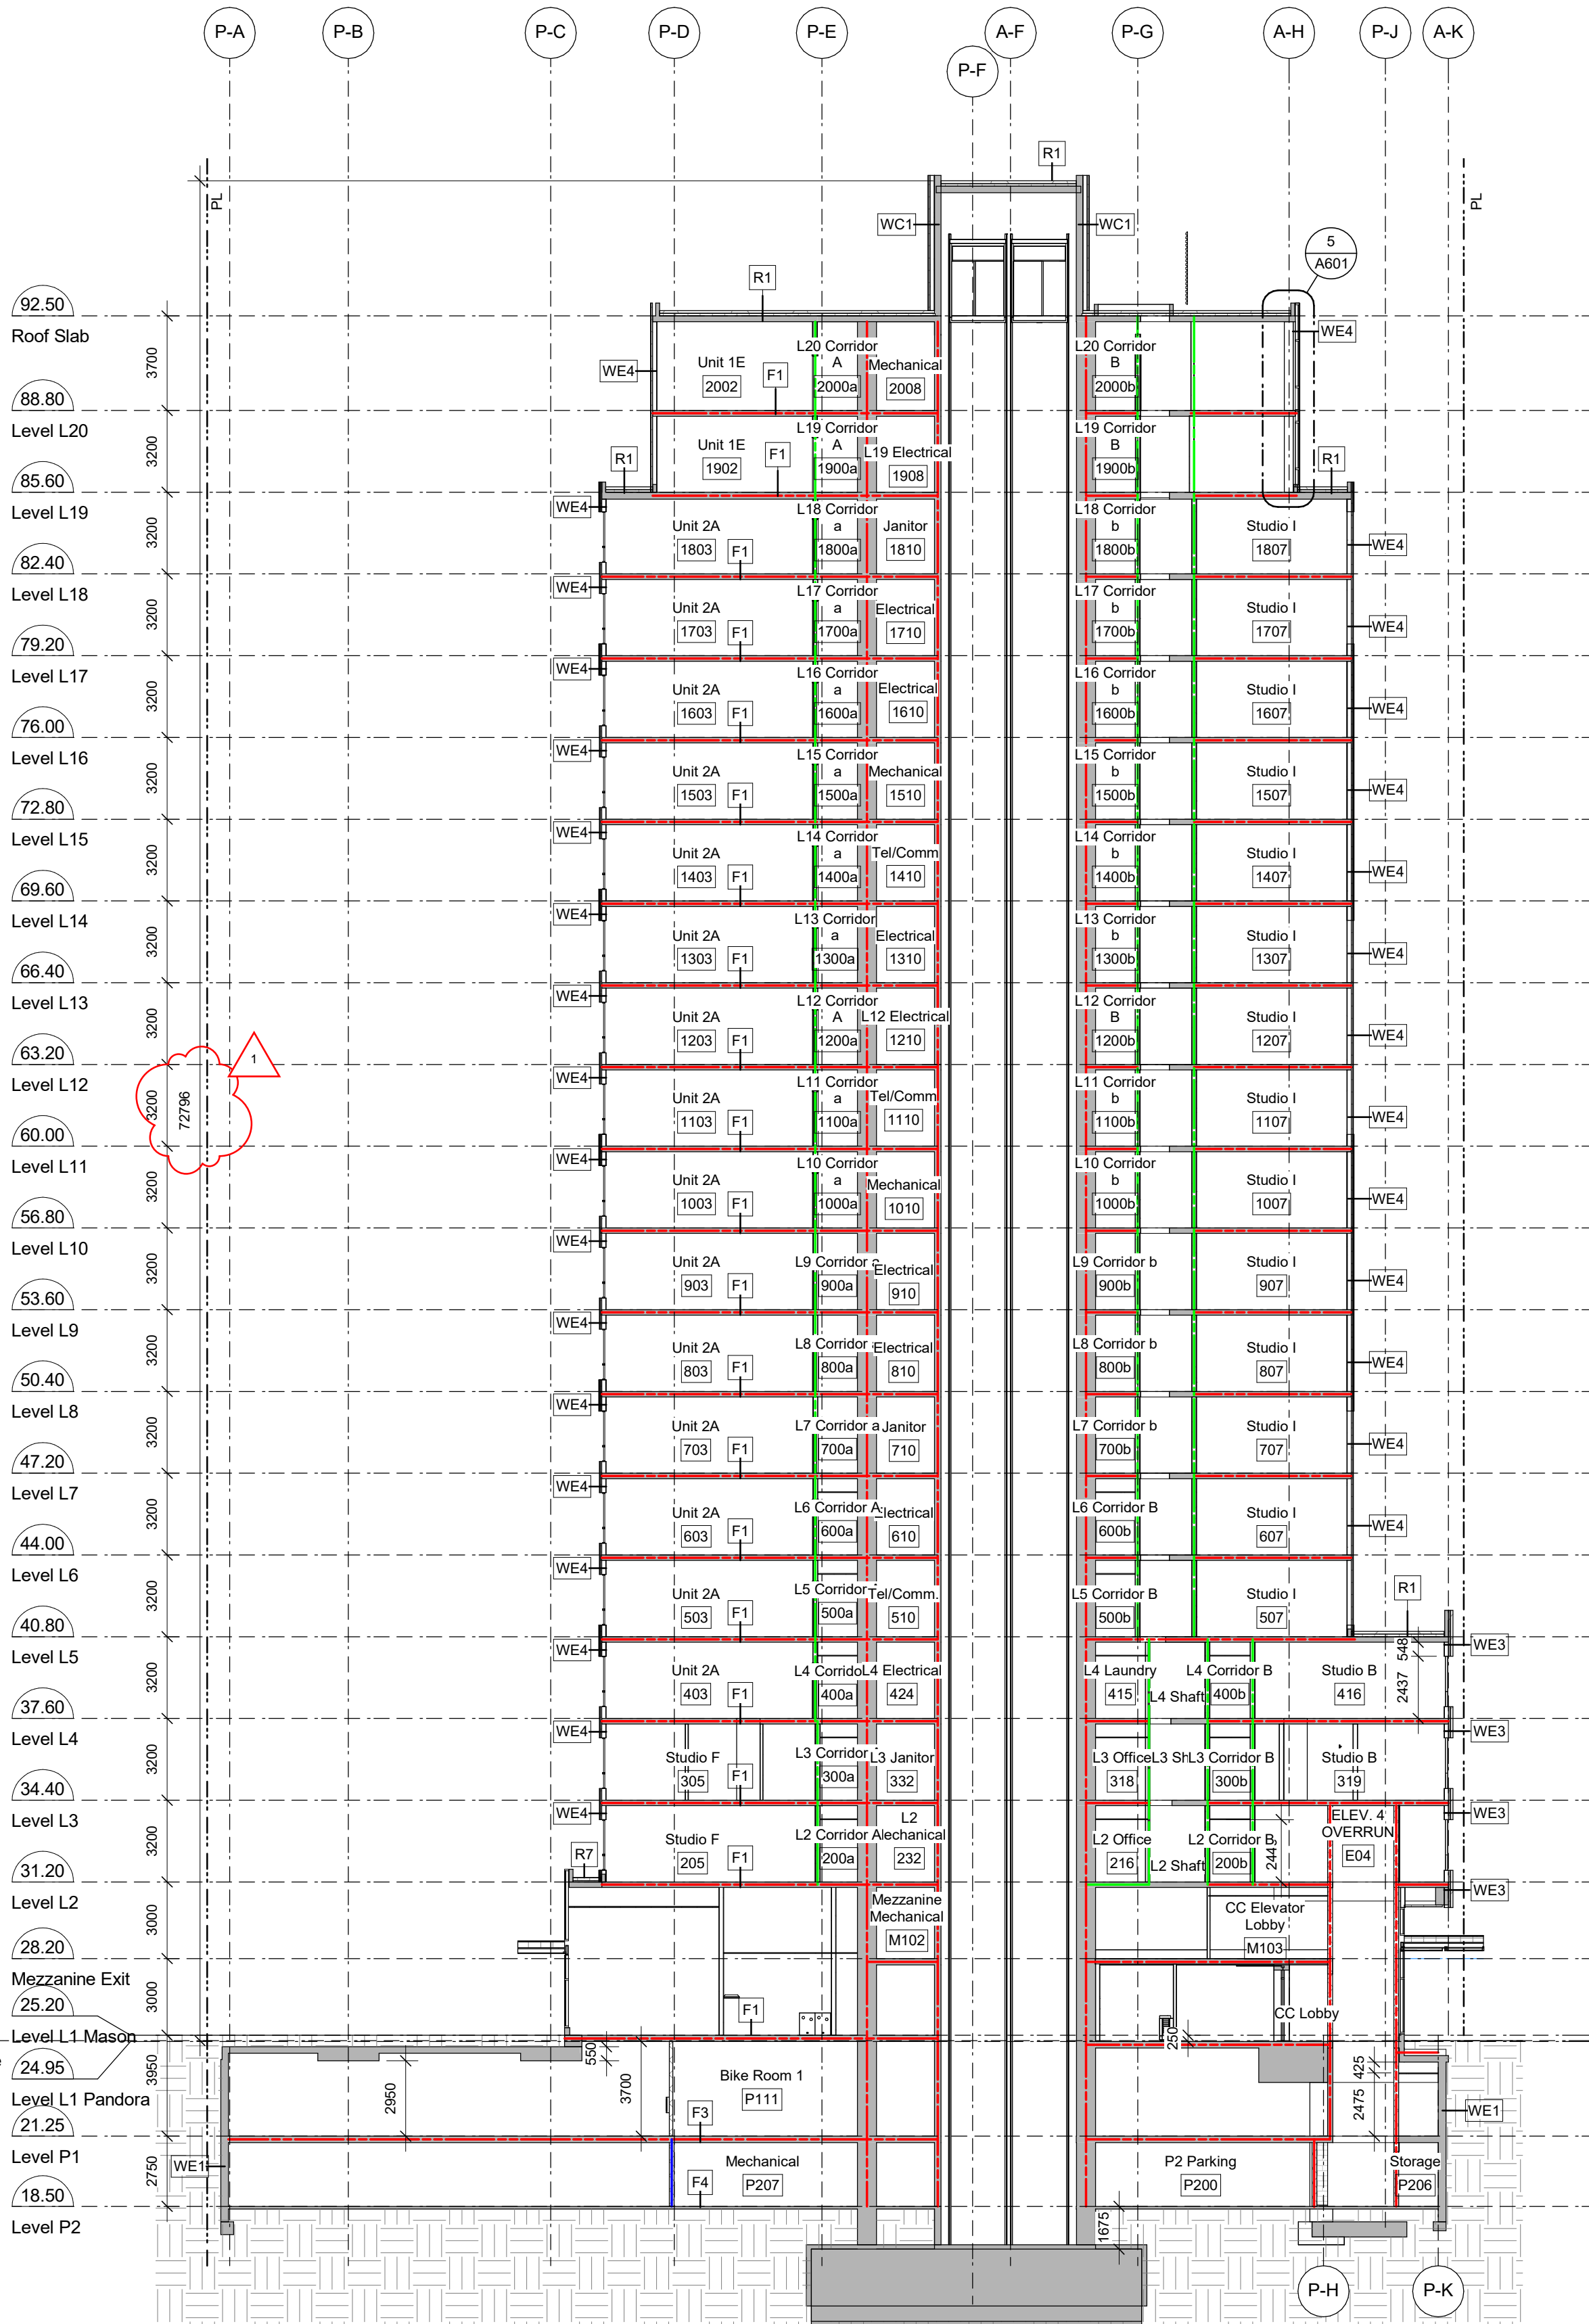 P-A
P-B
P-C
P-D
P-E
P-F
A-F
P-G
A-H
P-J
A-K
PL
PL
R1
WC1
WC1
5
A601
R1
92.50
Roof Slab
WE4
3700
L20 Corridor
A
2000a
Unit 1E
2002
F1
Mechanical
2008
L20 Corridor
B
2000b
WE4
88.80
Level L20
3200
L19 Corridor
A
1900a
Unit 1E
1902
F1
L19 Electrical
1908
L19 Corridor
B
1900b
R1
R1
85.60
Level L19
WE4
3200
Unit 2A
1803
F1
L18 Corridor
a
1800a
Janitor
1810
L18 Corridor
b
1800b
Studio I
1807
WE4
82.40
Level L18
WE4
3200
Unit 2A
1703
F1
L17 Corridor
a
1700a
Electrical
1710
L17 Corridor
b
1700b
Studio I
1707
WE4
79.20
Level L17
WE4
3200
Unit 2A
1603
F1
L16 Corridor
a
1600a
Electrical
1610
L16 Corridor
b
1600b
Studio I
1607
WE4
76.00
Level L16
WE4
3200
Unit 2A
1503
F1
L15 Corridor
a
1500a
Mechanical
1510
L15 Corridor
b
1500b
Studio I
1507
WE4
72.80
Level L15
WE4
3200
Unit 2A
1403
F1
L14 Corridor
a
1400a
Tel/Comm
1410
L14 Corridor
b
1400b
Studio I
1407
WE4
69.60
Level L14
WE4
3200
Unit 2A
1303
F1
L13 Corridor
a
1300a
Electrical
1310
L13 Corridor
b
1300b
Studio I
1307
WE4
66.40
Level L13
WE4
3200
Unit 2A
1203
F1
L12 Corridor
A
1200a
L12 Electrical
1210
L12 Corridor
B
1200b
Studio I
1207
WE4
63.20
Level L12
WE4
1
3200
72796
Unit 2A
1103
F1
L11 Corridor
a
1100a
Tel/Comm
1110
L11 Corridor
b
1100b
Studio I
1107
WE4
60.00
Level L11
WE4
3200
Unit 2A
1003
F1
L10 Corridor
a
1000a
Mechanical
1010
L10 Corridor
b
1000b
Studio I
1007
WE4
56.80
Level L10
WE4
3200
Unit 2A
903
F1
L9 Corridor a
900a
Electrical
910
L9 Corridor b
900b
Studio I
907
WE4
53.60
Level L9
WE4
3200
Unit 2A
803
F1
L8 Corridor
800a
Electrical
810
L8 Corridor b
800b
Studio I
807
WE4
50.40
Level L8
WE4
3200
Unit 2A
703
F1
L7 Corridor a
700a
Janitor
710
L7 Corridor b
700b
Studio I
707
WE4
47.20
Level L7
WE4
3200
Unit 2A
603
F1
L6 Corridor A
600a
Electrical
610
L6 Corridor B
600b
Studio I
607
WE4
44.00
Level L6
WE4
3200
Unit 2A
503
F1
L5 Corridor
500a
Tel/Comm.
510
L5 Corridor B
500b
Studio I
507
R1
40.80
Level L5
WE4
3200
Unit 2A
403
F1
L4 Corrido
400a
L4 Electrical
424
L4 Laundry
415
L4 Shaft
L4 Corridor B
400b
Studio B
416
548
2437
WE3
37.60
Level L4
WE4
3200
Studio F
305
F1
L3 Corridor
300a
L3 Janitor
332
L3 Office
318
L3 Sh
L3 Corridor B
300b
Studio B
319
WE3
34.40
Level L3
WE4
3200
Studio F
205
F1
R7
L2 Corridor A
200a
L2
echanical
232
L2 Office
216
L2 Shaft
L2 Corridor B
200b
244
ELEV. 4
OVERRUN
E04
WE3
31.20
Level L2
3000
Mezzanine
Mechanical
M102
CC Elevator
Lobby
M103
WE3
28.20
Mezzanine Exit
3000
F1
CC Lobby
250
25.20
Level L1 Mason
24.95
Level L1 Pandora
3950
550
2950
3700
Bike Room 1
P111
F3
425
2475
WE1
21.25
Level P1
2750
WE1
Mechanical
P207
F4
P2 Parking
P200
Storage
P206
18.50
Level P2
1675
P-H
P-K